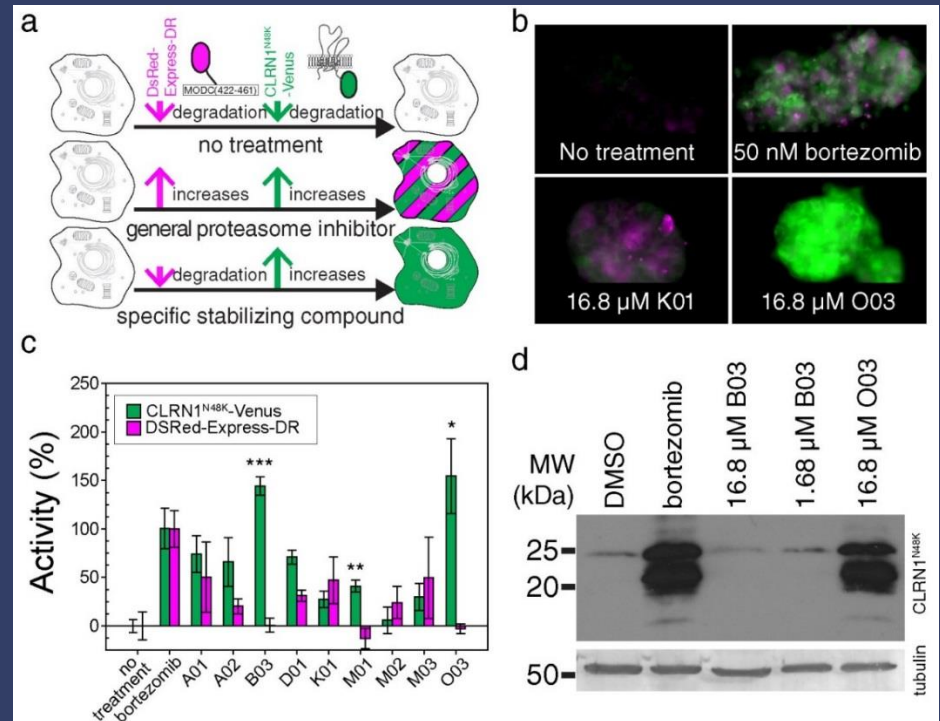 a
DsRed-
Express-DR
MODC(422-461)
CLRN1N48K
-Venus
degradation
degradation
no treatment
increases
increases
general proteasome inhibitor
degradation
increases
specific stabilizing compound
b
No treatment
50 nM bortezomib
16.8 µM K01
16.8 µM O03
c
Activity (%)
250
200
150
100
50
0
CLRN1N48K-Venus
DSRed-Express-DR
***
**
*
no
treatment
bortezomib
A01
A02
B03
D01
K01
M01
M02
M03
O03
d
MW
(kDa)
DMSO
bortezomib
16.8 µM B03
1.68 µM B03
16.8 µM O03
25
20
50
CLRN1N48K
tubulin